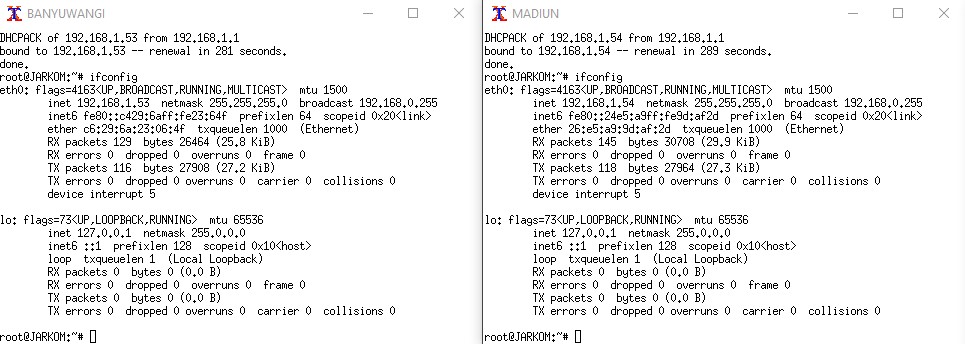 BANYUWANGI
DHCPACK of 192.168.1.53 from 192.168.1.1
bound to 192.168.1.53 -- renewal in 281 seconds.
done.
root@JARKOM:~# ifconfig
eth0: flags=4163<UP,BROADCAST,RUNNING,MULTICAST>  mtu 1500
        inet 192.168.1.53  netmask 255.255.255.0  broadcast 192.168.0.255
        inet6 fe80::c429:6aff:fe23:64f  prefixlen 64  scopeid 0x20<link>
        ether c6:29:6a:23:06:4f  txqueuelen 1000  (Ethernet)
        RX packets 129  bytes 26464 (25.8 KiB)
        RX errors 0  dropped 0  overruns 0  frame 0
        TX packets 116  bytes 27908 (27.2 KiB)
        TX errors 0  dropped 0 overruns 0  carrier 0  collisions 0
        device interrupt 5
lo: flags=73<UP,LOOPBACK,RUNNING>  mtu 65536
        inet 127.0.0.1  netmask 255.0.0.0
        inet6 ::1  prefixlen 128  scopeid 0x10<host>
        loop  txqueuelen 1  (Local Loopback)
        RX packets 0  bytes 0 (0.0 B)
        RX errors 0  dropped 0  overruns 0  frame 0
        TX packets 0  bytes 0 (0.0 B)
        TX errors 0  dropped 0 overruns 0  carrier 0  collisions 0
root@JARKOM:~#
MADIUN
DHCPACK of 192.168.1.54 from 192.168.1.1
bound to 192.168.1.54 -- renewal in 289 seconds.
done.
root@JARKOM:~# ifconfig
eth0: flags=4163<UP,BROADCAST,RUNNING,MULTICAST>  mtu 1500
        inet 192.168.1.54  netmask 255.255.255.0  broadcast 192.168.0.255
        inet6 fe80::24e5:a9ff:fe9d:af2d  prefixlen 64  scopeid 0x20<link>
        ether 26:e5:a9:9d:af:2d  txqueuelen 1000  (Ethernet)
        RX packets 145  bytes 30708 (29.9 KiB)
        RX errors 0  dropped 0  overruns 0  frame 0
        TX packets 118  bytes 27964 (27.3 KiB)
        TX errors 0  dropped 0 overruns 0  carrier 0  collisions 0
        device interrupt 5
lo: flags=73<UP,LOOPBACK,RUNNING>  mtu 65536
        inet 127.0.0.1  netmask 255.0.0.0
        inet6 ::1  prefixlen 128  scopeid 0x10<host>
        loop  txqueuelen 1  (Local Loopback)
        RX packets 0  bytes 0 (0.0 B)
        RX errors 0  dropped 0  overruns 0  frame 0
        TX packets 0  bytes 0 (0.0 B)
        TX errors 0  dropped 0 overruns 0  carrier 0  collisions 0
root@JARKOM:~#